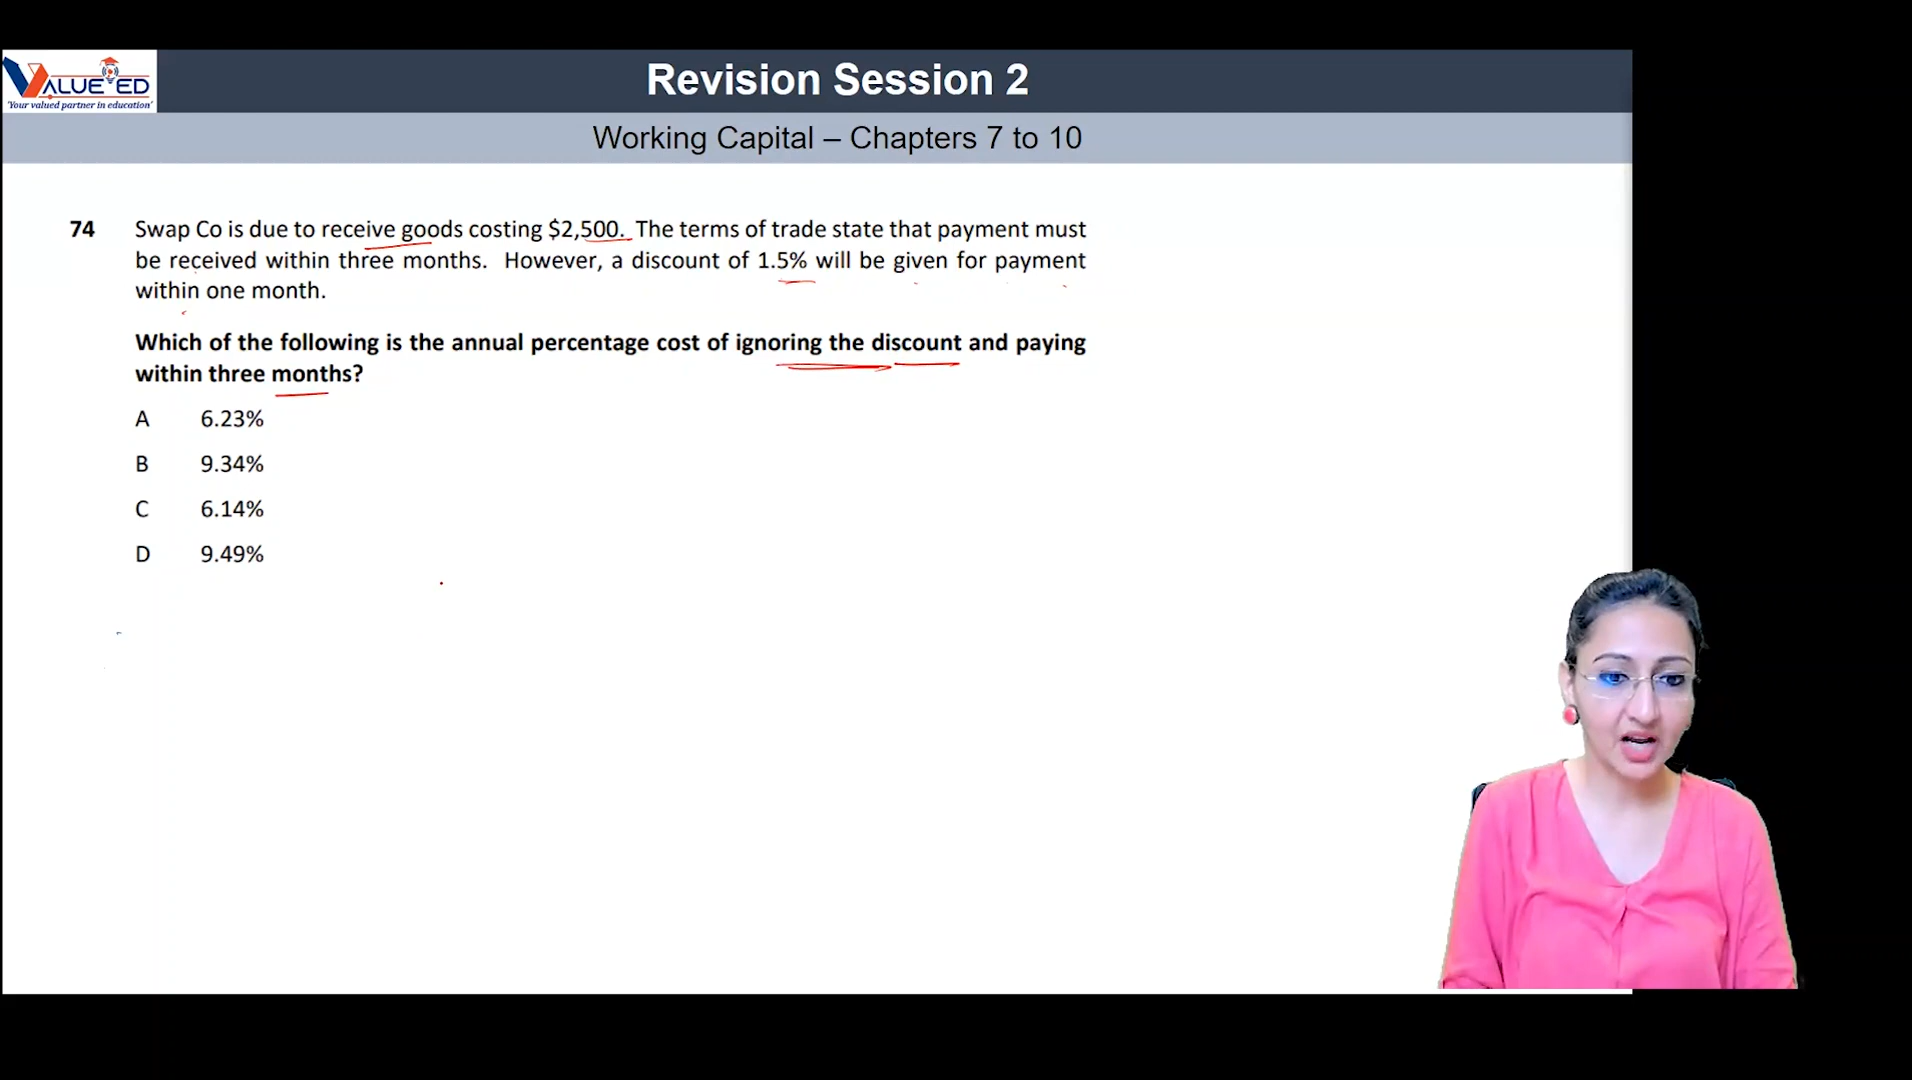 VALUE ED
'Your valued partner in education'
Revision Session 2
Working Capital – Chapters 7 to 10
74 Swap Co is due to receive goods costing $2,500. The terms of trade state that payment must
be received within three months. However, a discount of 1.5% will be given for payment
within one month.
Which of the following is the annual percentage cost of ignoring the discount and paying
within three months?
A 6.23%
B 9.34%
C 6.14%
D 9.49%